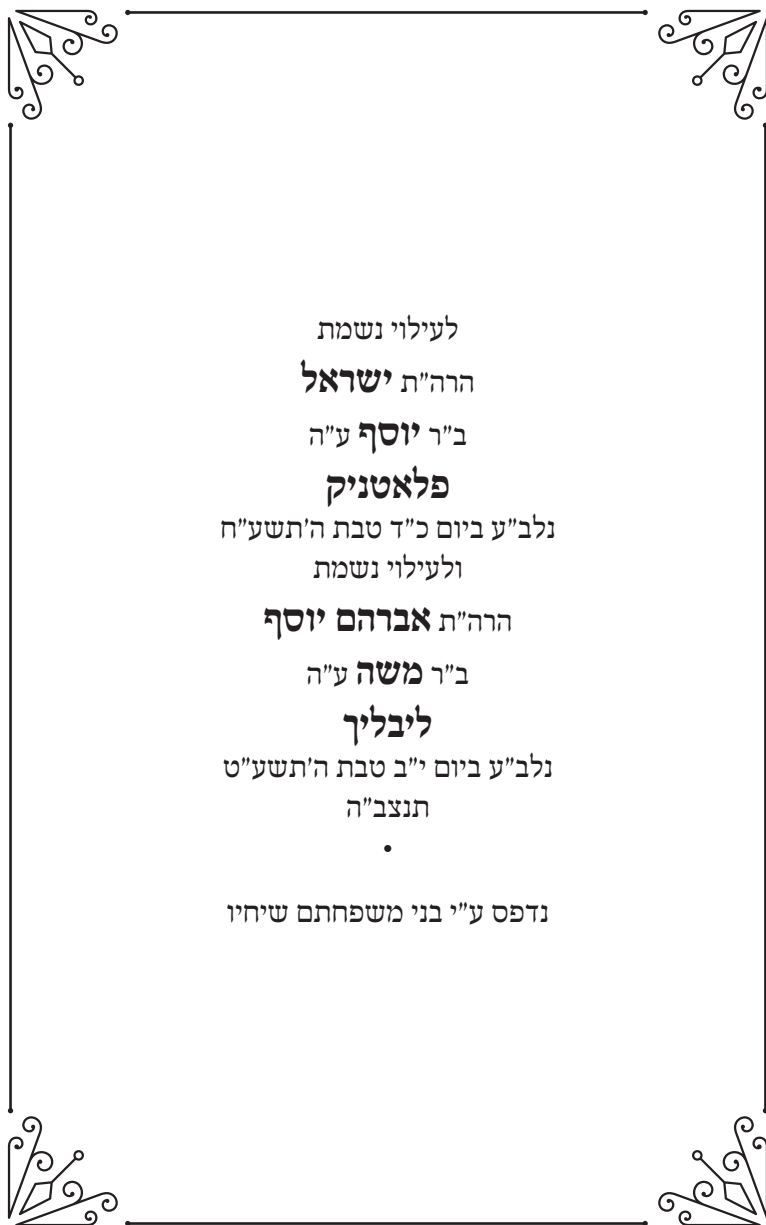 לעילוי נשמת
הרה"ת ישראל
ב"ר יוסף ע"ה
פלאטניק
נלב"ע ביום כ"ד טבת ה'תשע"ח
ולעילוי נשמת
הרה"ת אברהם יוסף
ב"ר משה ע"ה
ליבליך
נלב"ע ביום י"ב טבת ה'תשע"ט
תנצב"ה
•
נדפס ע"י בני משפחתם שיחיו